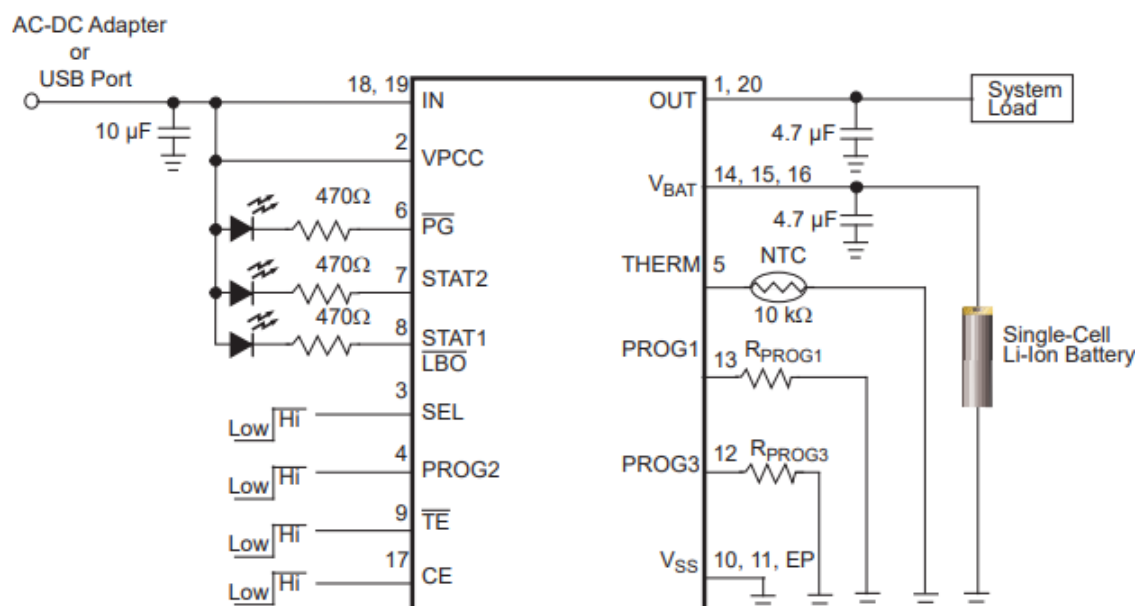 AC-DC Adapter
or
USB Port
18, 19
IN
10 µF
2
VPCC
470Ω
6
PG
470Ω
7
STAT2
470Ω
8
STAT1
LBO
3
SEL
Low Hi
4
PROG2
Low Hi
9
TE
Low Hi
17
CE
Low Hi
OUT
1, 20
System
Load
4.7 µF
VBAT
14, 15, 16
4.7 µF
THERM
5
NTC
10 kΩ
PROG1
13
RPROG1
Single-Cell
Li-Ion Battery
PROG3
12
RPROG3
VSS
10, 11, EP